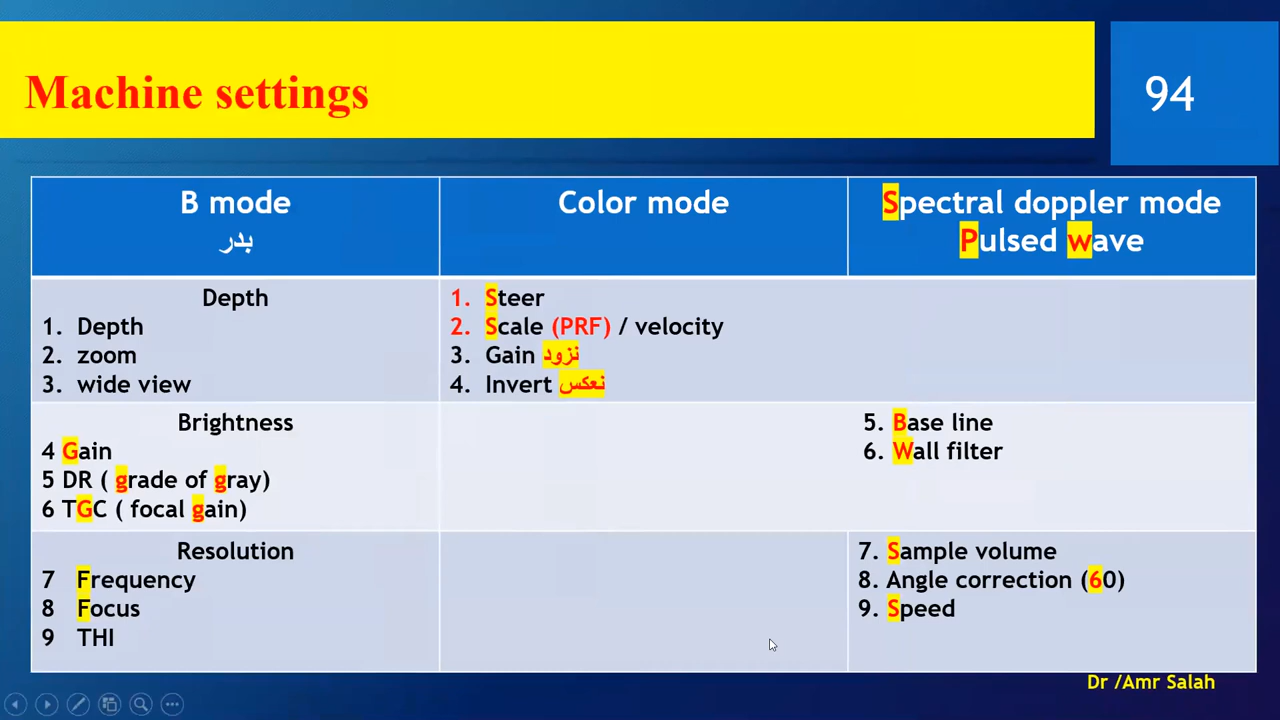 Machine settings
94
B mode
بدر
Color mode
Spectral doppler mode
Pulsed wave
Depth
1. Depth
2. zoom
3. wide view
1. Steer
2. Scale (PRF) / velocity
3. Gain نزود
4. Invert نعكس
Brightness
4 Gain
5 DR ( grade of gray)
6 TGC ( focal gain)
5. Base line
6. Wall filter
Resolution
7 Frequency
8 Focus
9 THI
7. Sample volume
8. Angle correction (60)
9. Speed
Dr /Amr Salah